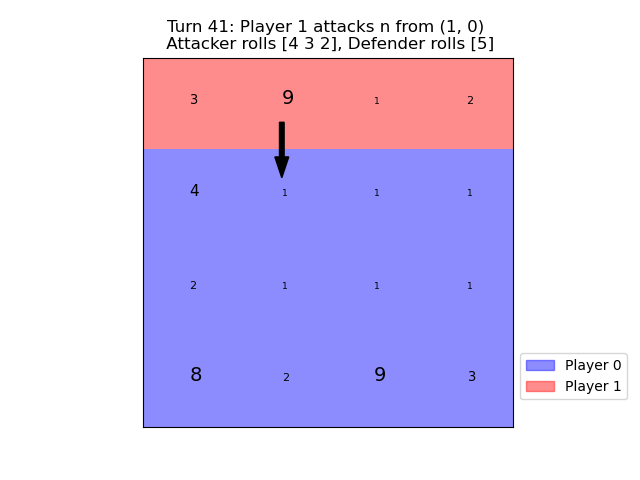 Turn 41: Player 1 attacks n from (1, 0)
Attacker rolls [4 3 2], Defender rolls [5]
3 9 1 2
4 1 1 1
2 1 1 1
8 2 9 3
Player 0
Player 1